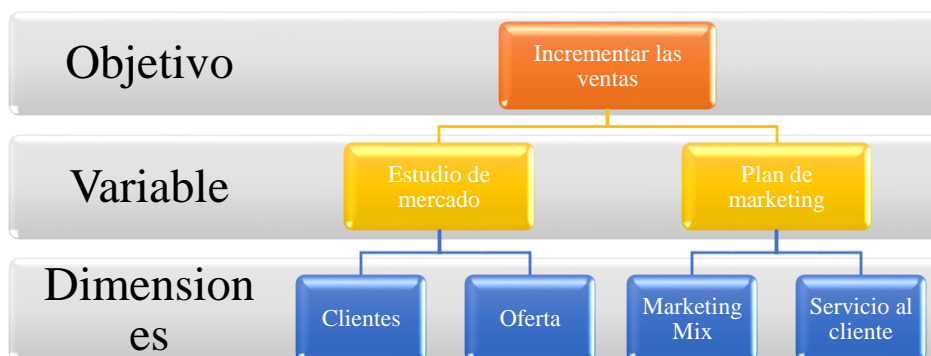 Objetivo
Incrementar las
ventas
Variable
Estudio de
mercado
Plan de
marketing
Dimension
es
Clientes
Oferta
Marketing
Mix
Servicio al
cliente